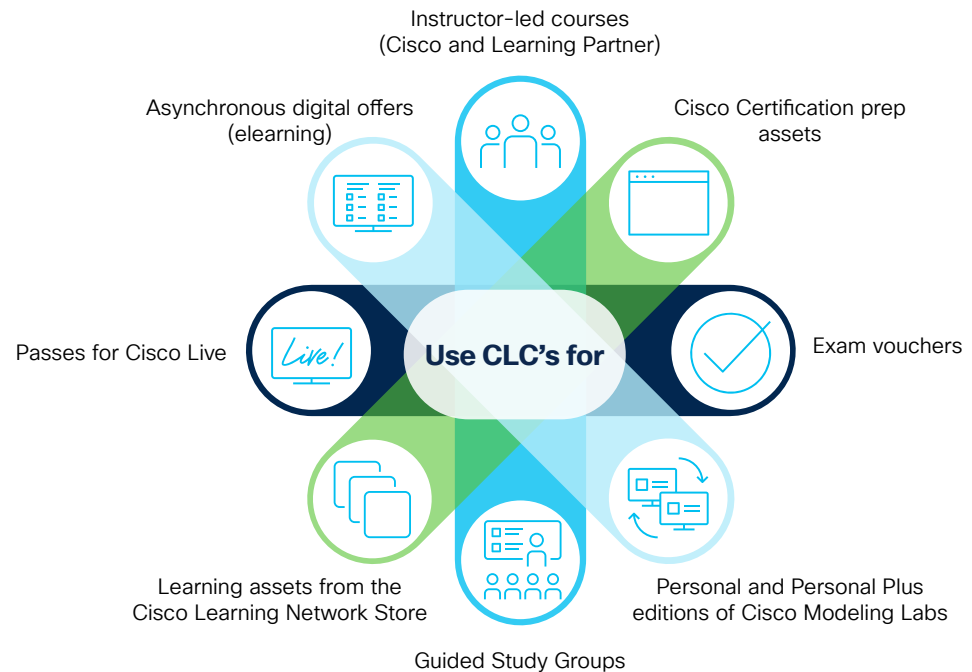 Instructor-led courses
(Cisco and Learning Partner)
Asynchronous digital offers
(elearning)
Cisco Certification prep
assets
Passes for Cisco Live
Live!
Use CLC's for
Exam vouchers
Learning assets from the
Cisco Learning Network Store
Personal and Personal Plus
editions of Cisco Modeling Labs
Guided Study Groups